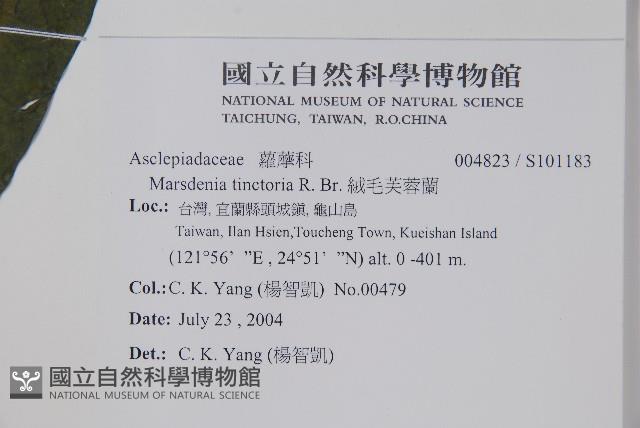 國立自然科學博物館
NATIONAL MUSEUM OF NATURAL SCIENCE
TAICHUNG, TAIWAN, R.O.CHINA
Asclepiadaceae 蘿藦科 004823 / S101183
Marsdenia tinctoria R. Br. 絨毛芙蓉蘭
Loc.: 台灣, 宜蘭縣頭城鎮, 龜山島
Taiwan, Ilan Hsien,Toucheng Town, Kueishan Island
(121°56' ”E , 24°51' ”N) alt. 0 -401 m.
Col.: C. K. Yang (楊智凱) No.00479
Date: July 23 , 2004
Det.: C. K. Yang (楊智凱)
國立自然科學博物館
NATIONAL MUSEUM OF NATURAL SCIENCE